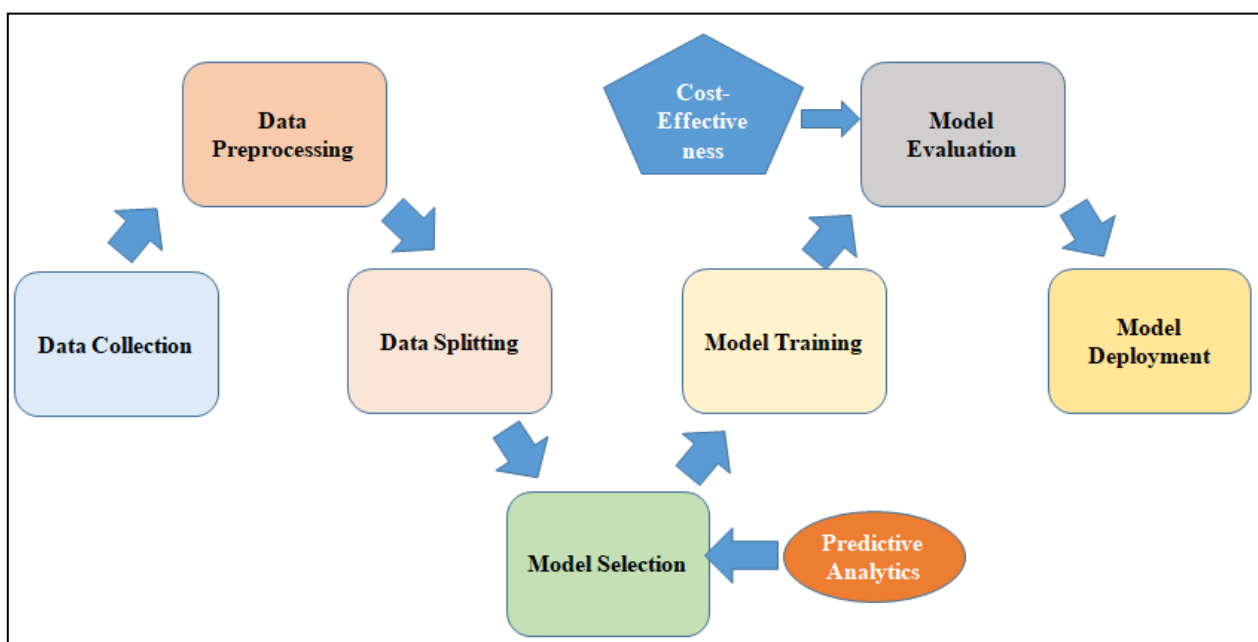 Data
Preprocessing
Cost-
Effective
ness
Model
Evaluation
Data Collection
Data Splitting
Model Training
Model
Deployment
Model Selection
Predictive
Analytics